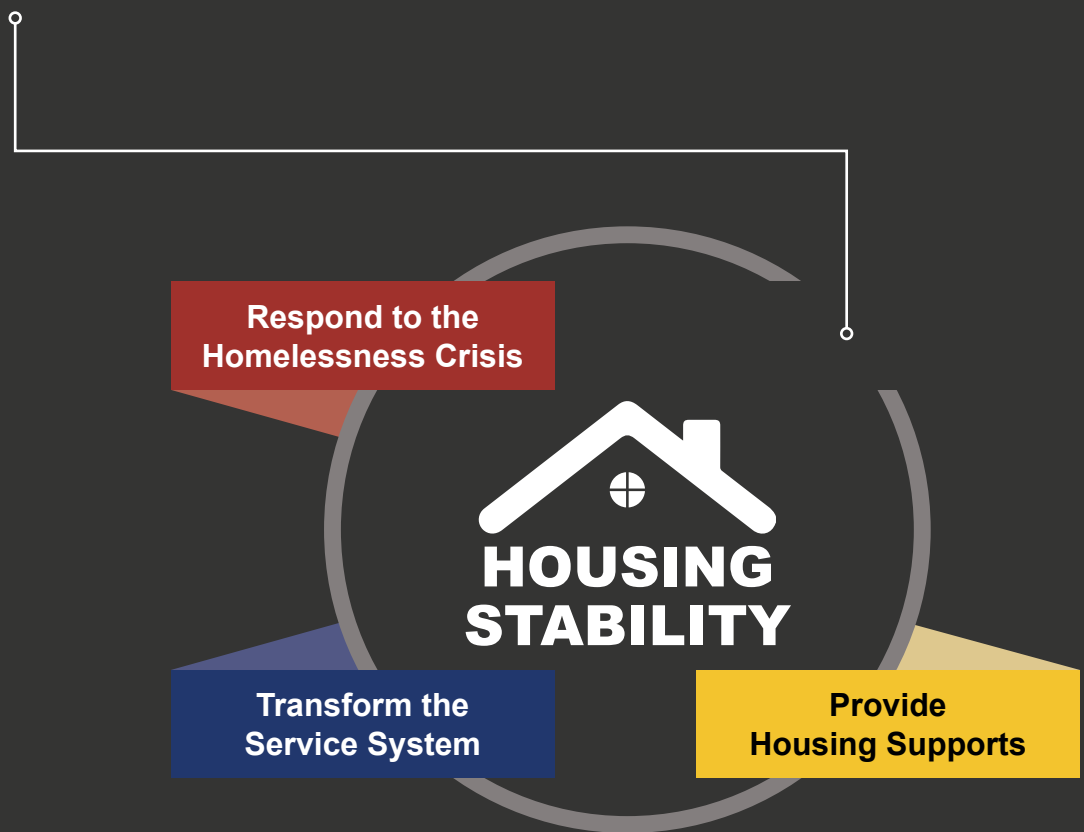 Respond to the
Homelessness Crisis
HOUSING
STABILITY
Transform the
Service System
Provide
Housing Supports